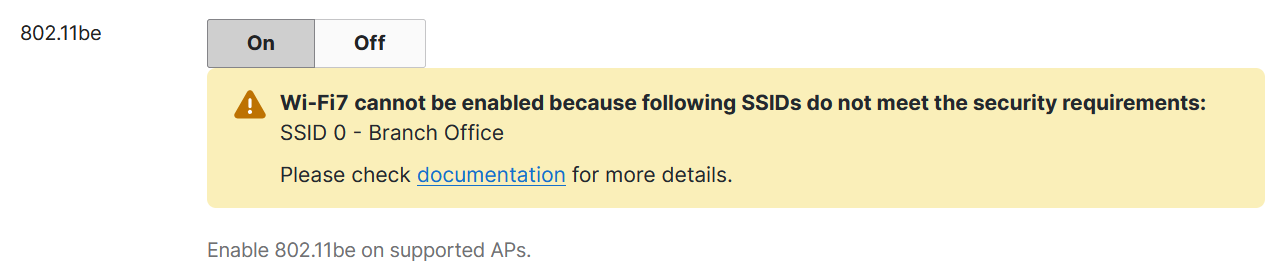 802.11be
On Off
Wi-Fi7 cannot be enabled because following SSIDs do not meet the security requirements:
SSID 0 - Branch Office
Please check documentation for more details.
Enable 802.11be on supported APs.